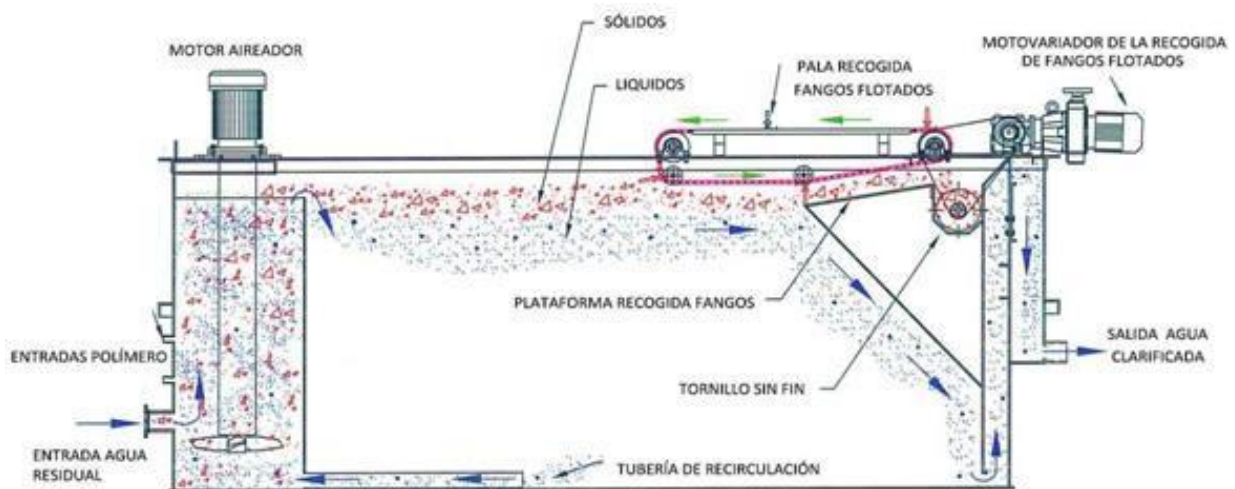 SÓLIDOS
MOTOR AIREADOR
LIQUIDOS
PALA RECOGIDA
FANGOS FLOTADOS
MOTOVARIADOR DE LA RECOGIDA
DE FANGOS FLOTADOS
PLATAFORMA RECOGIDA FANGOS
ENTRADAS POLÍMERO
SALIDA AGUA
CLARIFICADA
TORNILLO SIN FIN
ENTRADA AGUA
RESIDUAL
TUBERÍA DE RECIRCULACIÓN